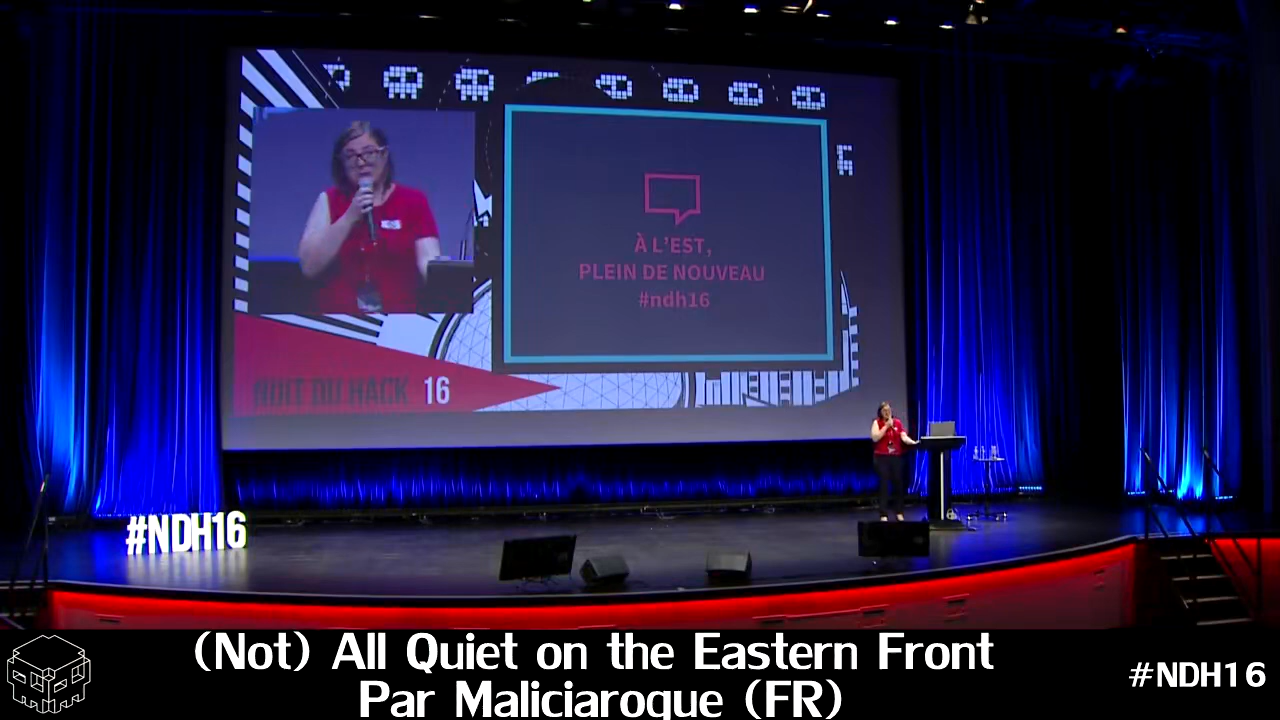 À L'EST,
PLEIN DE NOUVEAU
#ndh16
NUIT DU HACK 16
#NDH16
(Not) All Quiet on the Eastern Front
Par Maliciarogue (FR)
#NDH16